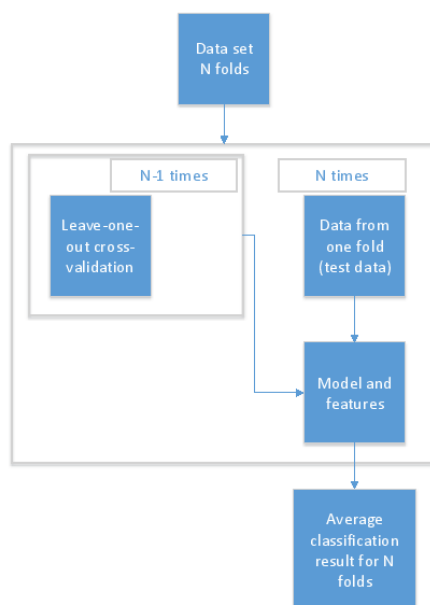 Data set
N folds
N-1 times
N times
Leave-one-
out cross-
validation
Data from
one fold
(test data)
Model and
features
Average
classification
result for N
folds